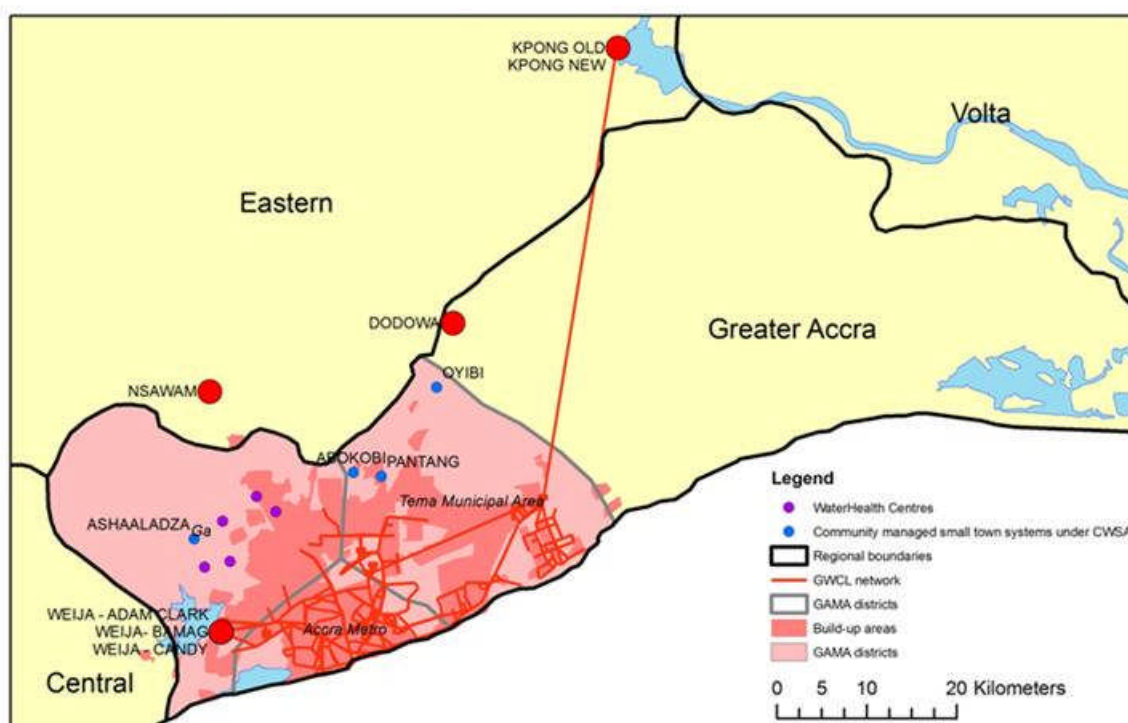 KPONG OLD
KPONG NEW
Volta
Eastern
DODOWA
Greater Accra
OYIBI
NSAWAM
ABOKOBI
PANTANG
Tema Municipal Area
ASHAALADZA
Ga
WEIJA - ADAM CLARK
WEIJA- BAMAG
WEIJA - CANDY
Accra Metro
Central
Legend
WaterHealth Centres
Community managed small town systems under CWSA
Regional boundaries
GWCL network
GAMA districts
Build-up areas
GAMA districts
0 5 10 20 Kilometers